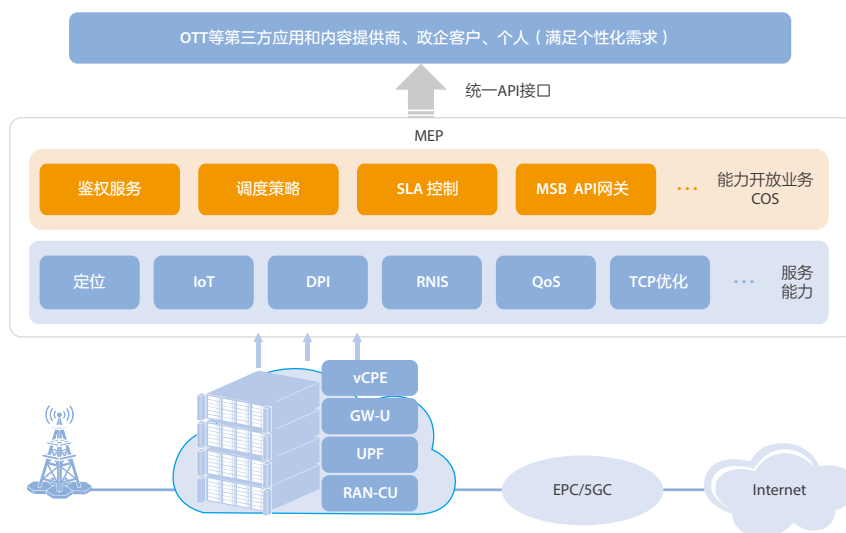 OTT等第三方应用和内容提供商、政企客户、个人（满足个性化需求）
统一API接口
MEP
鉴权服务
调度策略
SLA 控制
MSB API网关
···
能力开放业务
COS
定位
IoT
DPI
RNIS
QoS
TCP优化
···
服务
能力
vCPE
GW-U
UPF
RAN-CU
EPC/5GC
Internet